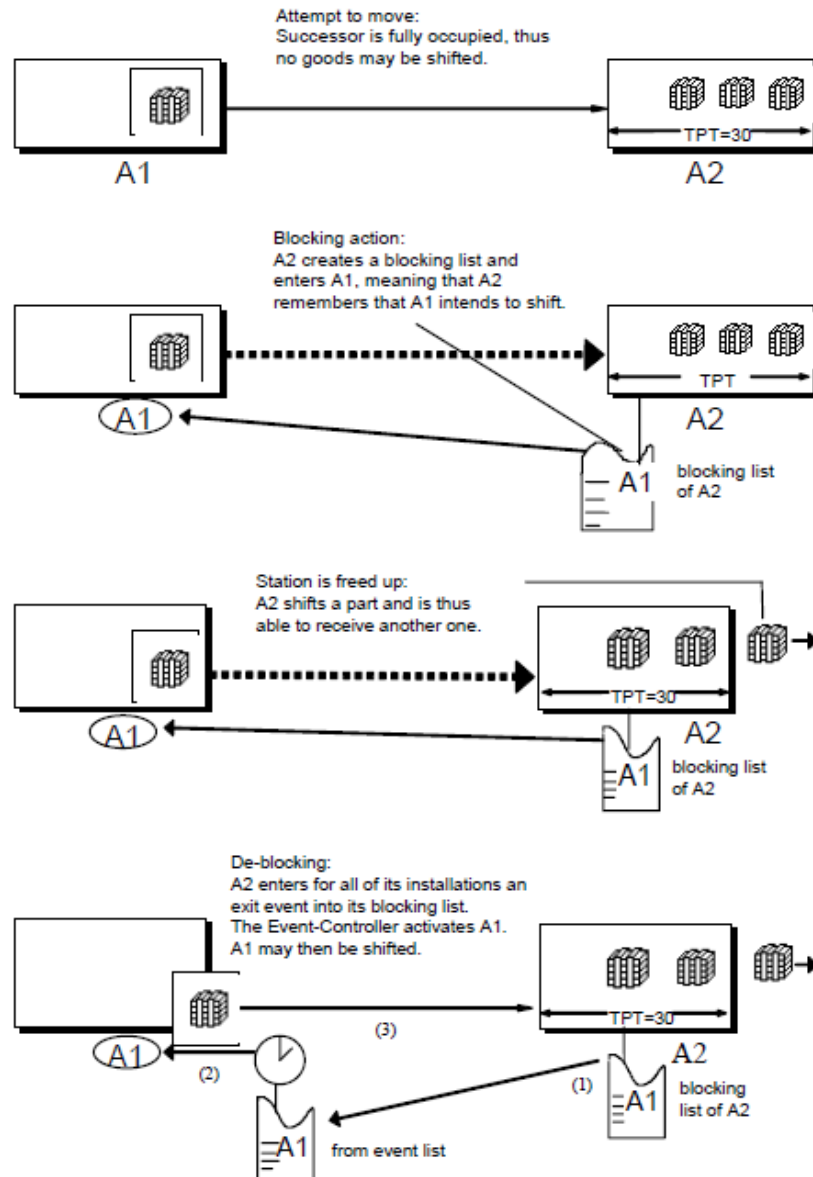 Attempt to move:
Successor is fully occupied, thus
no goods may be shifted.
TPT=30
A1
A2
Blocking action:
A2 creates a blocking list and
enters A1, meaning that A2
remembers that A1 intends to shift.
TPT
A1
A2
A1
blocking list
of A2
Station is freed up:
A2 shifts a part and is thus
able to receive another one.
TPT=30
A1
A2
A1
blocking list
of A2
De-blocking:
A2 enters for all of its installations an
exit event into its blocking list.
The Event-Controller activates A1.
A1 may then be shifted.
TPT=30
(3)
A1
(2)
A2
(1)
A1
blocking
list of A2
A1
from event list